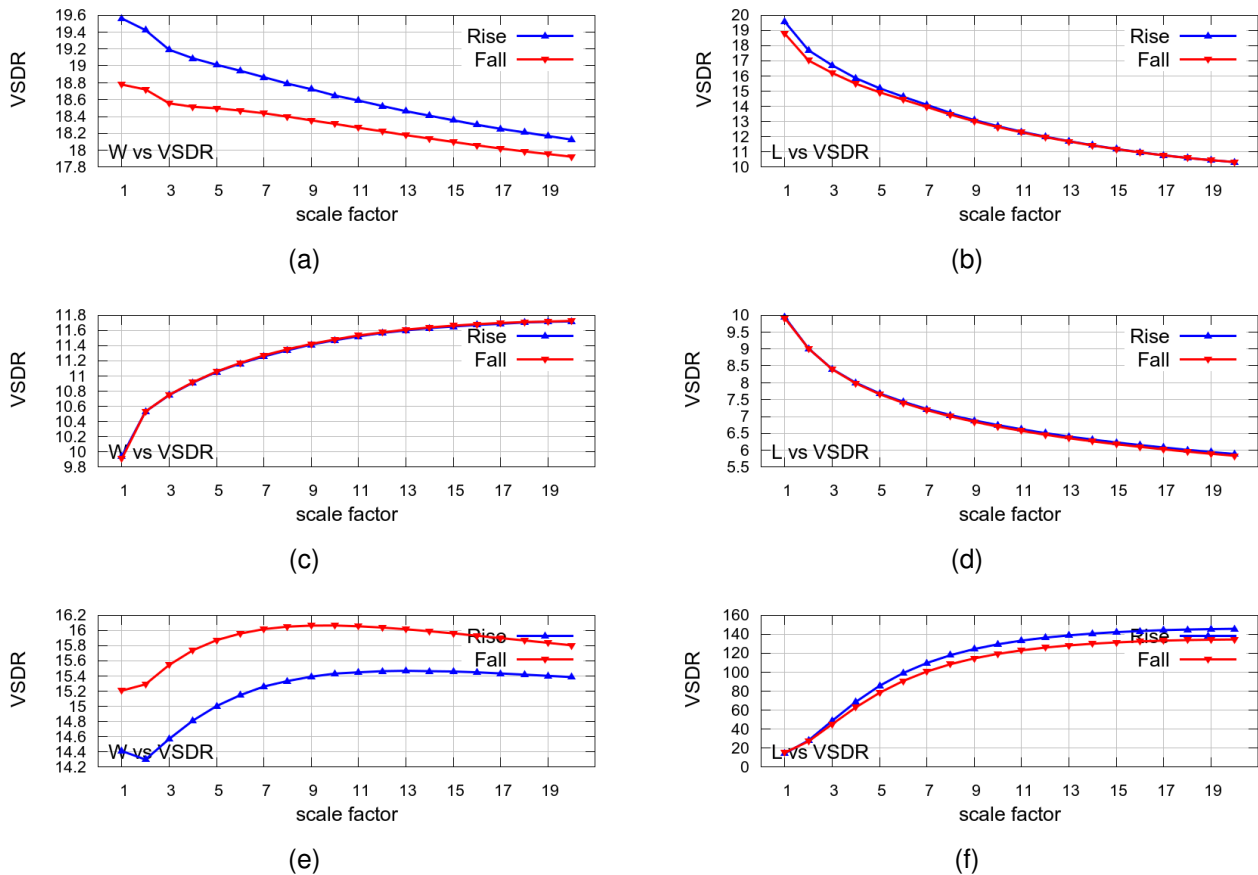 19.6
19.4
19.2
19
18.8
18.6
18.4
18.2
18
17.8
VSDR
Rise
Fall
W vs VSDR
1 3 5 7 9 11 13 15 17 19
scale factor
(a)
20
19
18
17
16
15
14
13
12
11
10
VSDR
Rise
Fall
L vs VSDR
1 3 5 7 9 11 13 15 17 19
scale factor
(b)
11.8
11.6
11.4
11.2
11
10.8
10.6
10.4
10.2
10
9.8
VSDR
Rise
Fall
W vs VSDR
1 3 5 7 9 11 13 15 17 19
scale factor
(c)
10
9.5
9
8.5
8
7.5
7
6.5
6
5.5
VSDR
Rise
Fall
L vs VSDR
1 3 5 7 9 11 13 15 17 19
scale factor
(d)
16.2
16
15.8
15.6
15.4
15.2
15
14.8
14.6
14.4
14.2
VSDR
Rise
Fall
W vs VSDR
1 3 5 7 9 11 13 15 17 19
scale factor
(e)
160
140
120
100
80
60
40
20
0
VSDR
Rise
Fall
L vs VSDR
1 3 5 7 9 11 13 15 17 19
scale factor
(f)